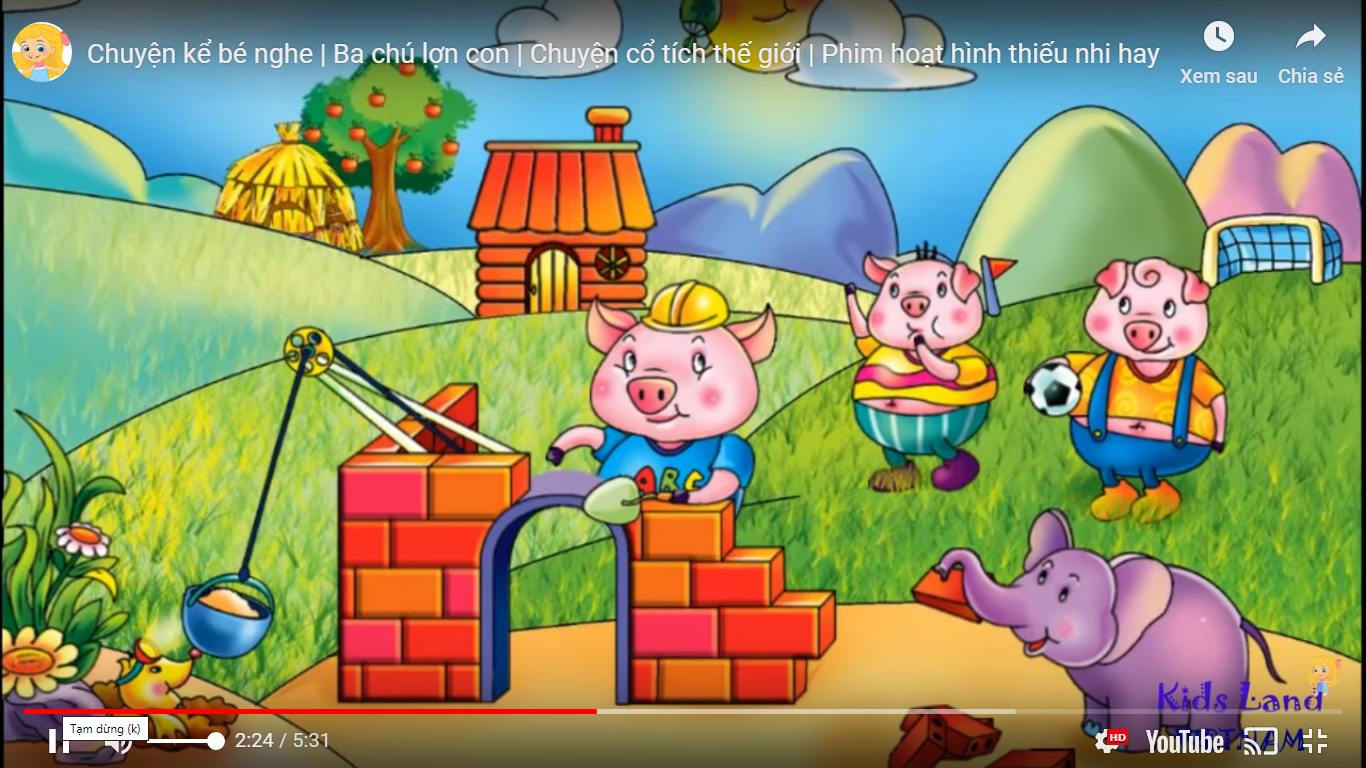 Chuyện kể bé nghe | Ba chú lợn con | Chuyện cổ tích thế giới | Phim hoạt hình thiếu nhi hay
Xem sau
Chia sẻ
ABC
Kids Land
VIETNAM
Tạm dừng (k)
2:24 / 5:31
HD
YouTube